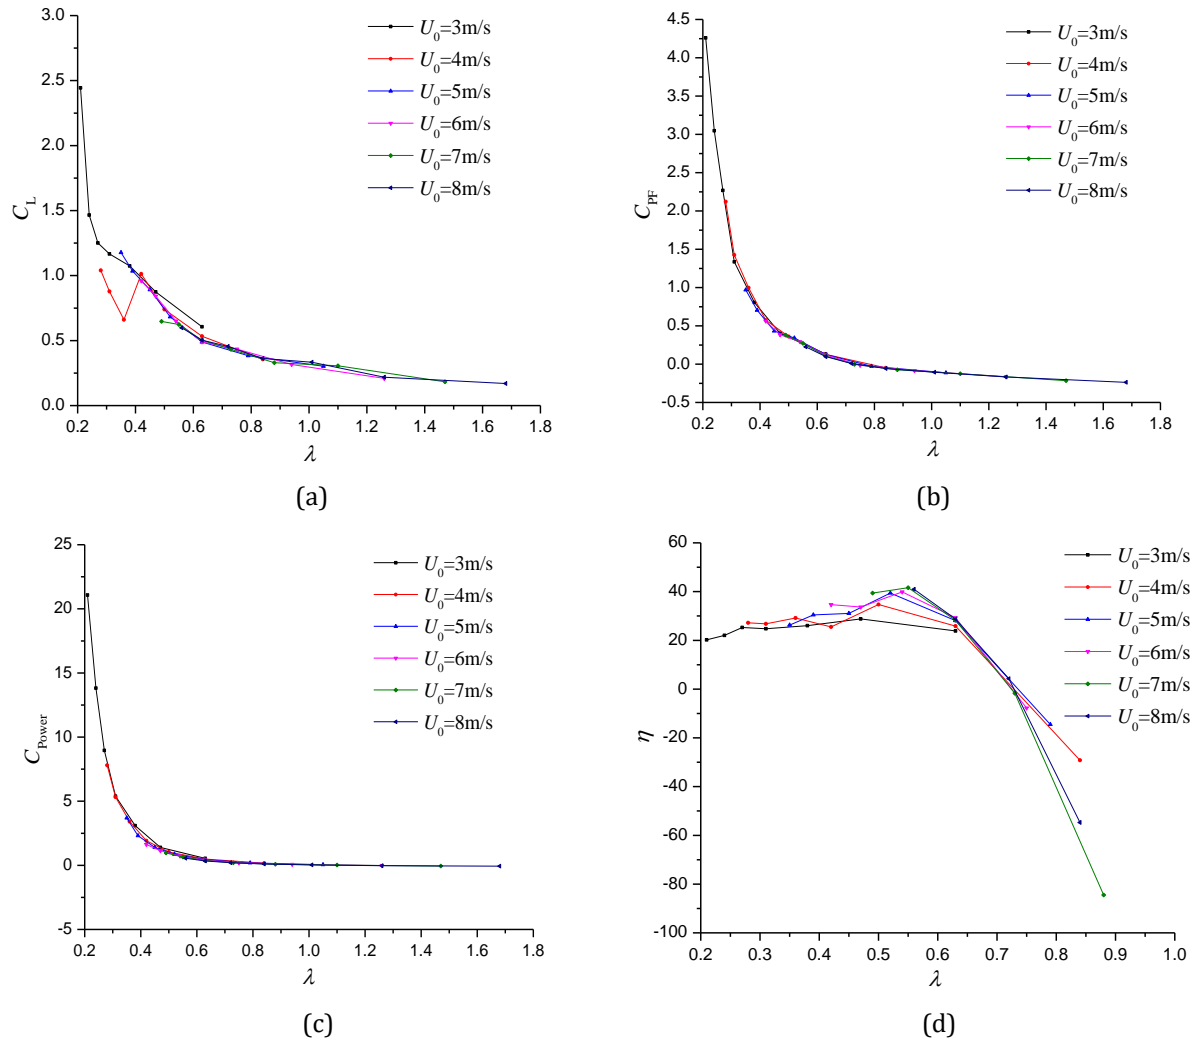 3.0
2.5
2.0
1.5
1.0
0.5
0.0
C_L
0.2 0.4 0.6 0.8 1.0 1.2 1.4 1.6 1.8
λ
U_0=3m/s
U_0=4m/s
U_0=5m/s
U_0=6m/s
U_0=7m/s
U_0=8m/s
(a)
4.5
4.0
3.5
3.0
2.5
2.0
1.5
1.0
0.5
0.0
-0.5
C_PF
0.2 0.4 0.6 0.8 1.0 1.2 1.4 1.6 1.8
λ
U_0=3m/s
U_0=4m/s
U_0=5m/s
U_0=6m/s
U_0=7m/s
U_0=8m/s
(b)
25
20
15
10
5
0
-5
C_Power
0.2 0.4 0.6 0.8 1.0 1.2 1.4 1.6 1.8
λ
U_0=3m/s
U_0=4m/s
U_0=5m/s
U_0=6m/s
U_0=7m/s
U_0=8m/s
(c)
60
40
20
0
-20
-40
-60
-80
-100
η
0.2 0.3 0.4 0.5 0.6 0.7 0.8 0.9 1.0
λ
U_0=3m/s
U_0=4m/s
U_0=5m/s
U_0=6m/s
U_0=7m/s
U_0=8m/s
(d)